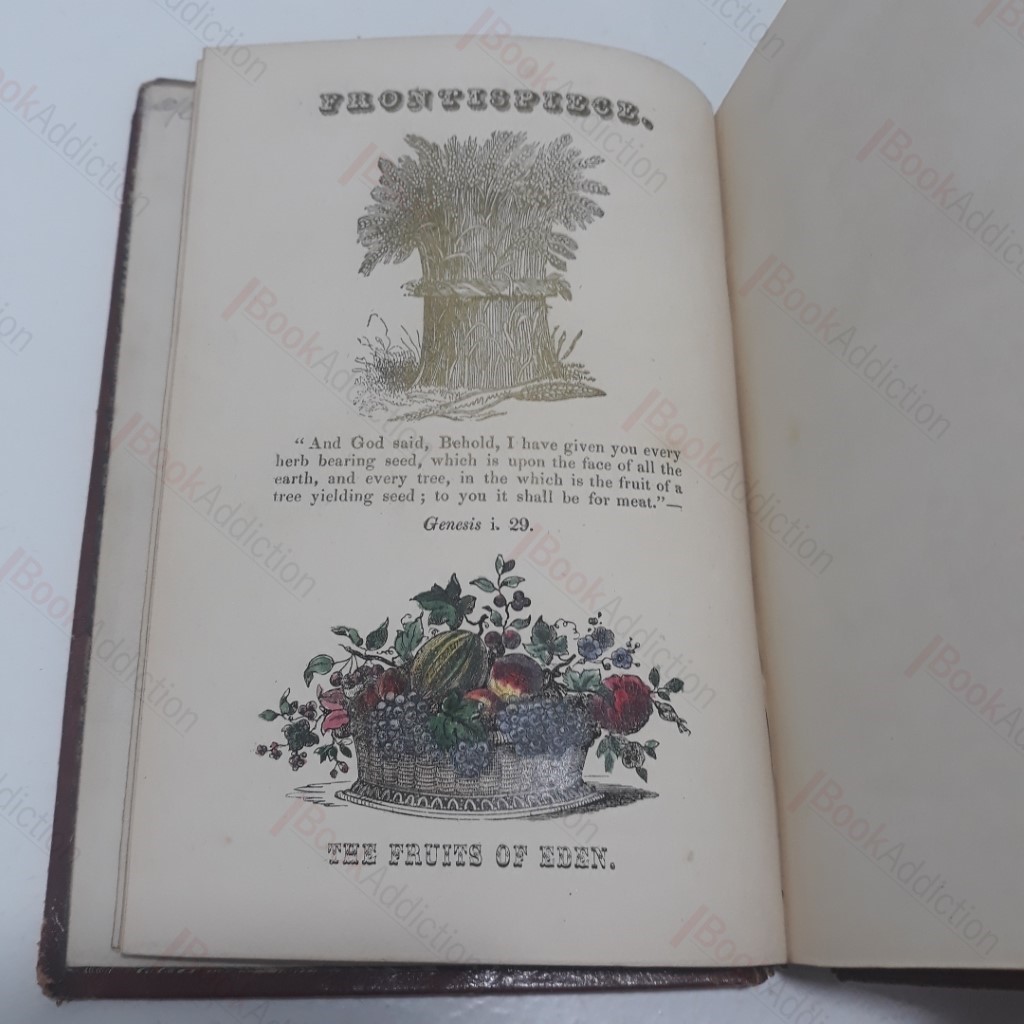 FRONTISPIECE.
“And God said, Behold, I have given you every
herb bearing seed, which is upon the face of all the
earth, and every tree, in the which is the fruit of a
tree yielding seed; to you it shall be for meat.”—
Genesis i. 29.
THE FRUITS OF EDEN.
BookAddiction